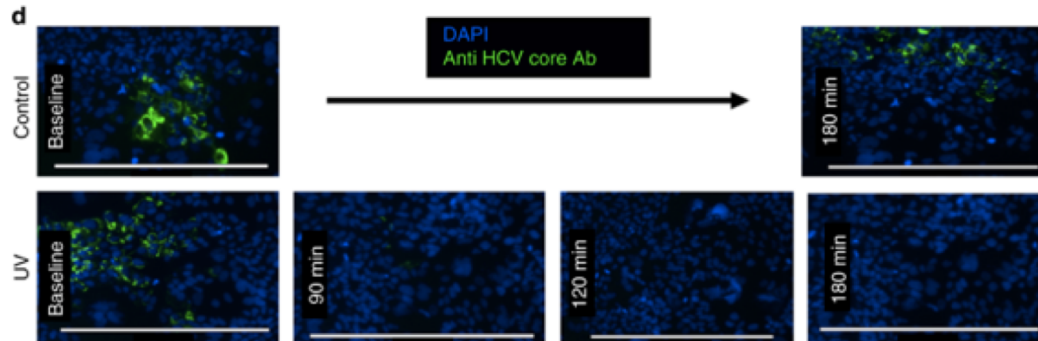 d
DAPI
Anti HCV core Ab
Control
Baseline
180 min
UV
Baseline
90 min
120 min
180 min